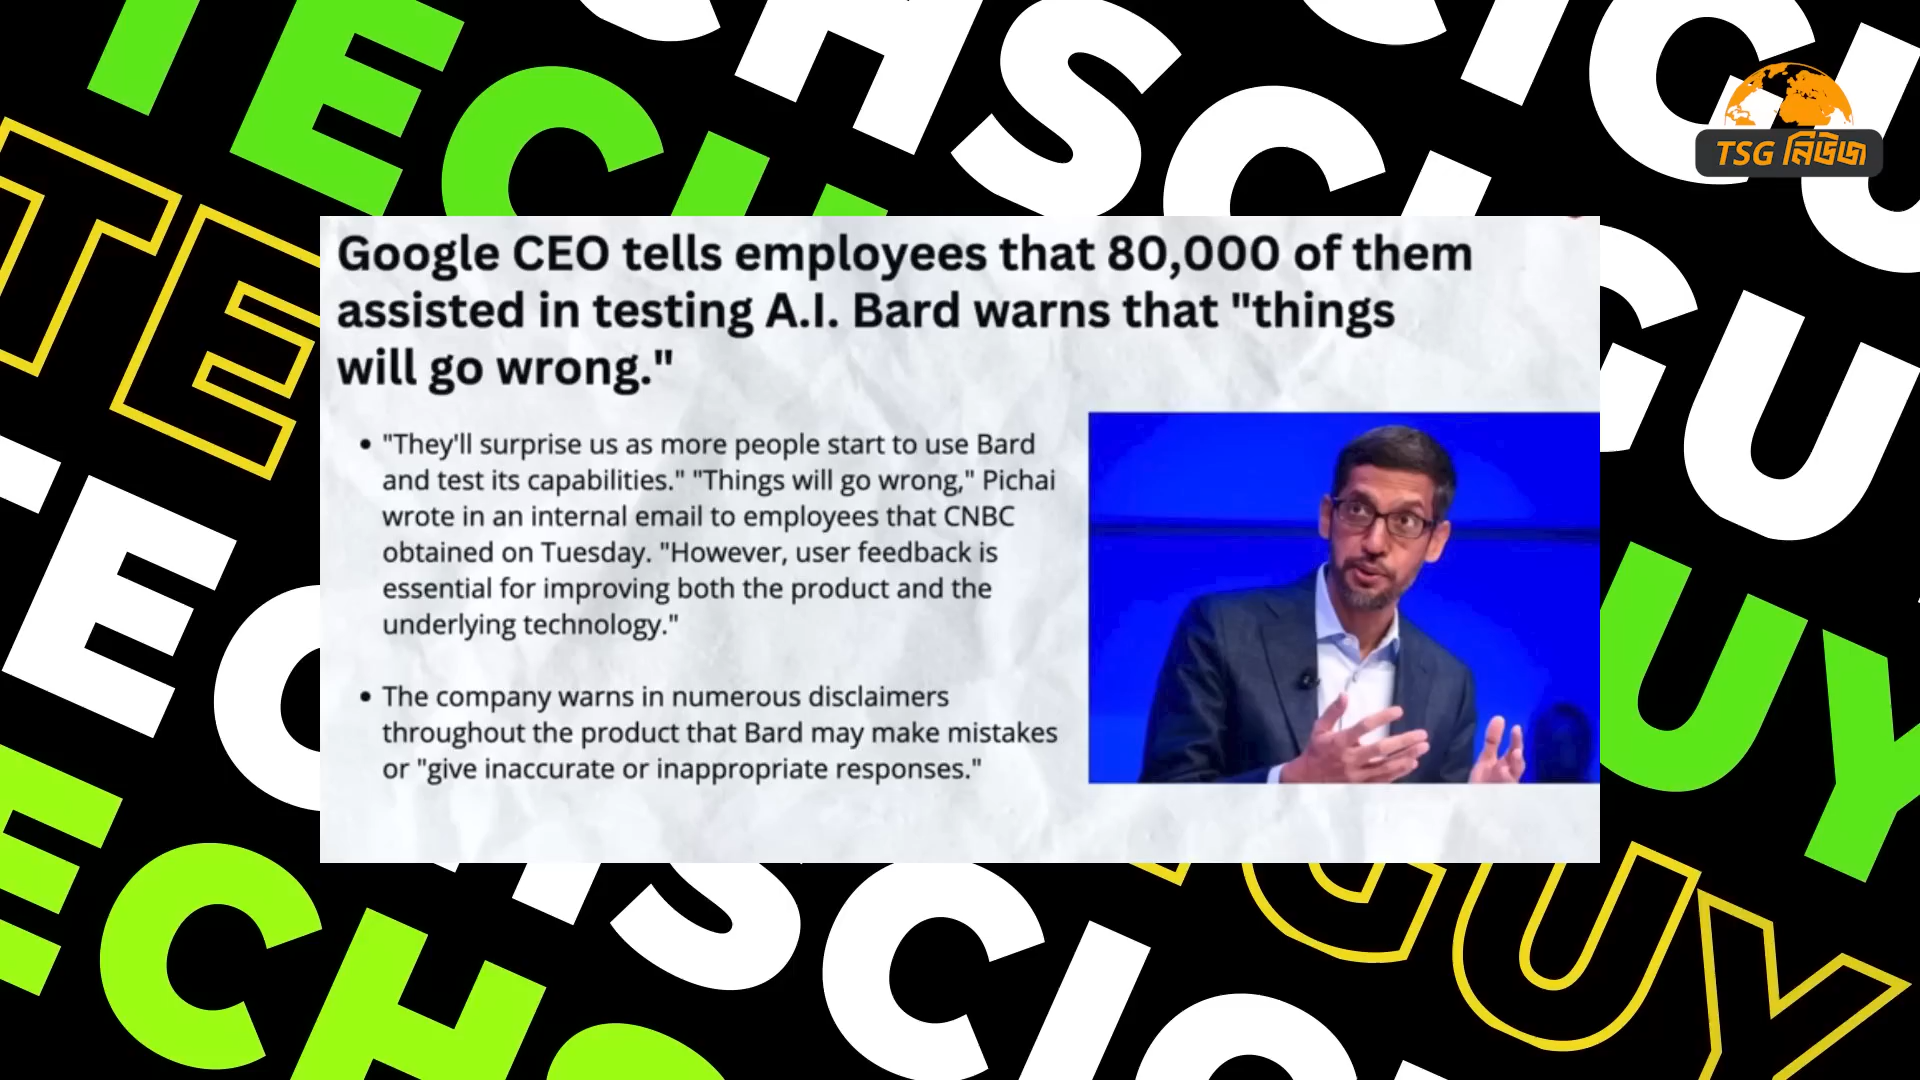 TECHSCIGUY
TSG নিউজ
Google CEO tells employees that 80,000 of them
assisted in testing A.I. Bard warns that "things
will go wrong."
• "They'll surprise us as more people start to use Bard
and test its capabilities." "Things will go wrong," Pichai
wrote in an internal email to employees that CNBC
obtained on Tuesday. "However, user feedback is
essential for improving both the product and the
underlying technology."
• The company warns in numerous disclaimers
throughout the product that Bard may make mistakes
or "give inaccurate or inappropriate responses."